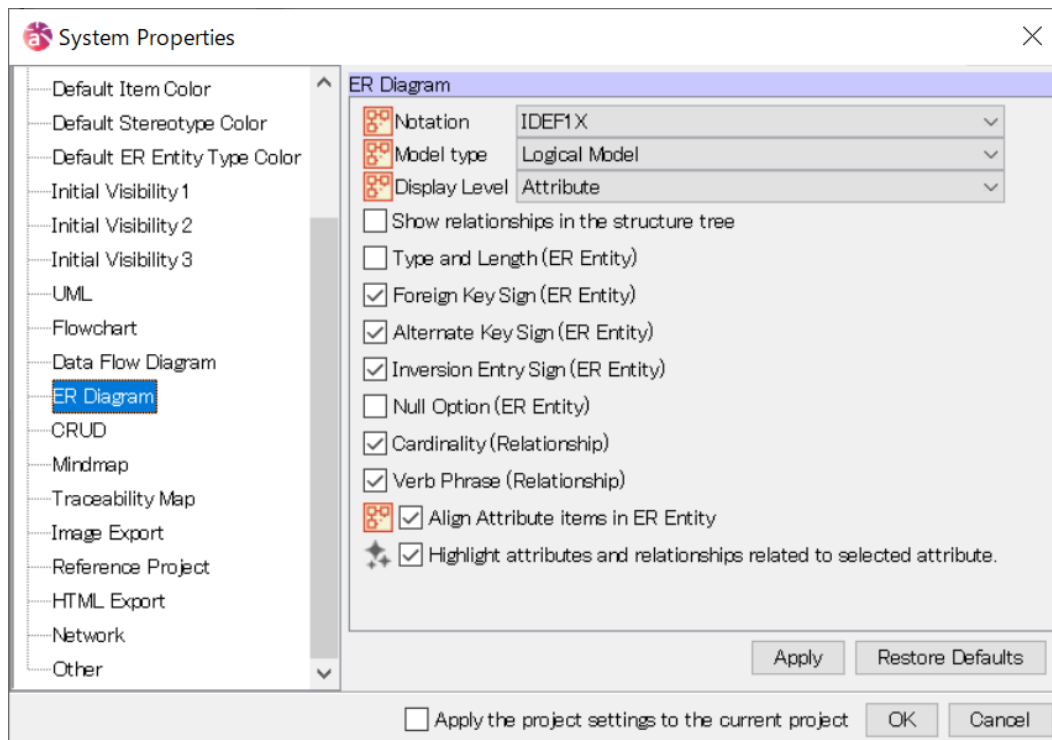 System Properties
Default Item Color
Default Stereotype Color
Default ER Entity Type Color
Initial Visibility 1
Initial Visibility 2
Initial Visibility 3
UML
Flowchart
Data Flow Diagram
ER Diagram
CRUD
Mindmap
Traceability Map
Image Export
Reference Project
HTML Export
Network
Other
ER Diagram
Notation IDEF1X
Model type Logical Model
Display Level Attribute
Show relationships in the structure tree
Type and Length (ER Entity)
Foreign Key Sign (ER Entity)
Alternate Key Sign (ER Entity)
Inversion Entry Sign (ER Entity)
Null Option (ER Entity)
Cardinality (Relationship)
Verb Phrase (Relationship)
Align Attribute items in ER Entity
Highlight attributes and relationships related to selected attribute.
Apply Restore Defaults
Apply the project settings to the current project OK Cancel